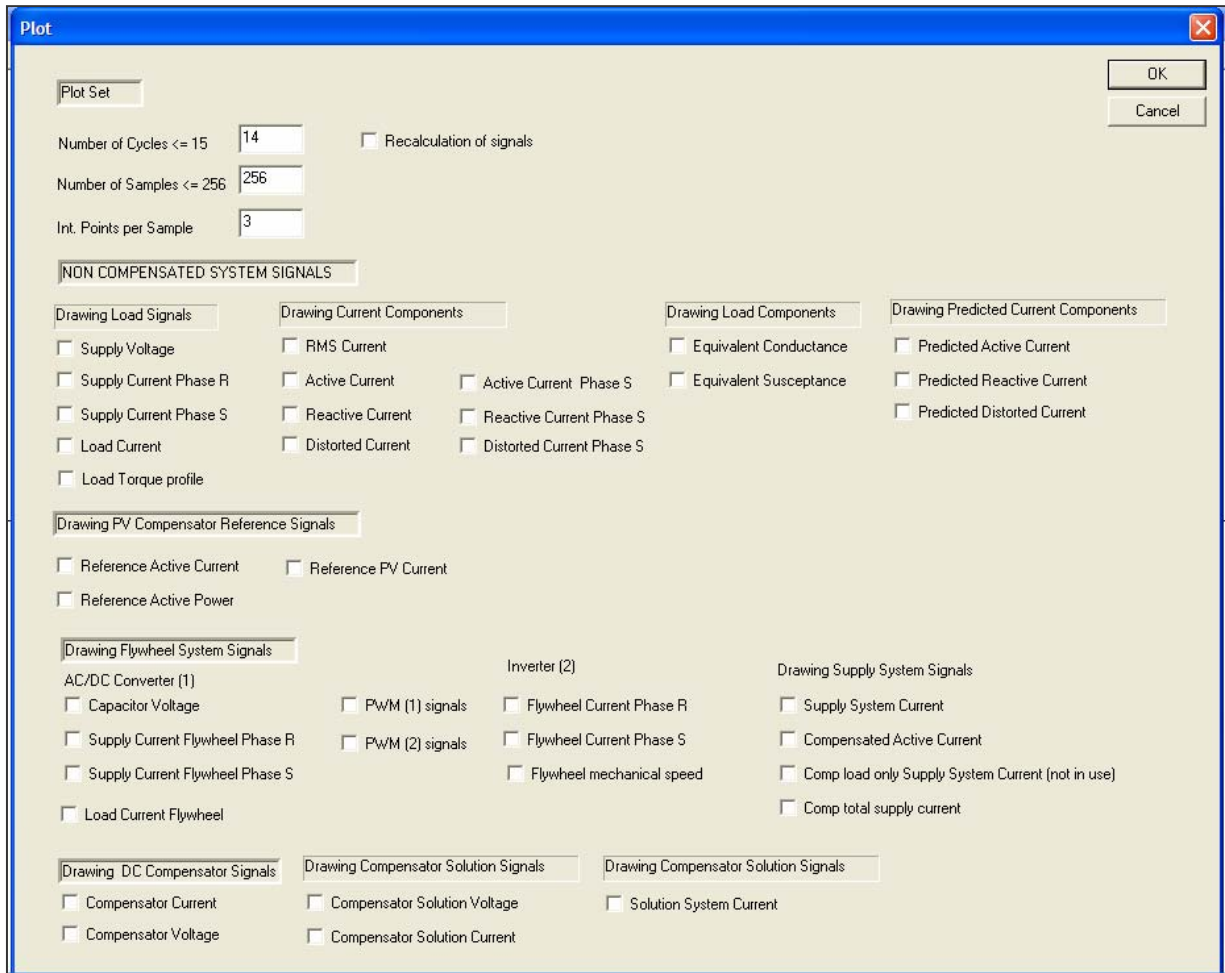 Plot
OK
Cancel
Plot Set
Number of Cycles <= 15 14 Recalculation of signals
Number of Samples <= 256 256
Int. Points per Sample 3
NON COMPENSATED SYSTEM SIGNALS
Drawing Load Signals Drawing Current Components Drawing Load Components Drawing Predicted Current Components
Supply Voltage RMS Current Equivalent Conductance Predicted Active Current
Supply Current Phase R Active Current Active Current Phase S Equivalent Susceptance Predicted Reactive Current
Supply Current Phase S Reactive Current Reactive Current Phase S Predicted Distorted Current
Load Current Distorted Current Distorted Current Phase S
Load Torque profile
Drawing PV Compensator Reference Signals
Reference Active Current Reference PV Current
Reference Active Power
Drawing Flywheel System Signals
AC/DC Converter (1) Inverter (2) Drawing Supply System Signals
Capacitor Voltage PWM (1) signals Flywheel Current Phase R Supply System Current
Supply Current Flywheel Phase R PWM (2) signals Flywheel Current Phase S Compensated Active Current
Supply Current Flywheel Phase S Flywheel mechanical speed Comp load only Supply System Current (not in use)
Load Current Flywheel Comp total supply current
Drawing DC Compensator Signals Drawing Compensator Solution Signals Drawing Compensator Solution Signals
Compensator Current Compensator Solution Voltage Solution System Current
Compensator Voltage Compensator Solution Current